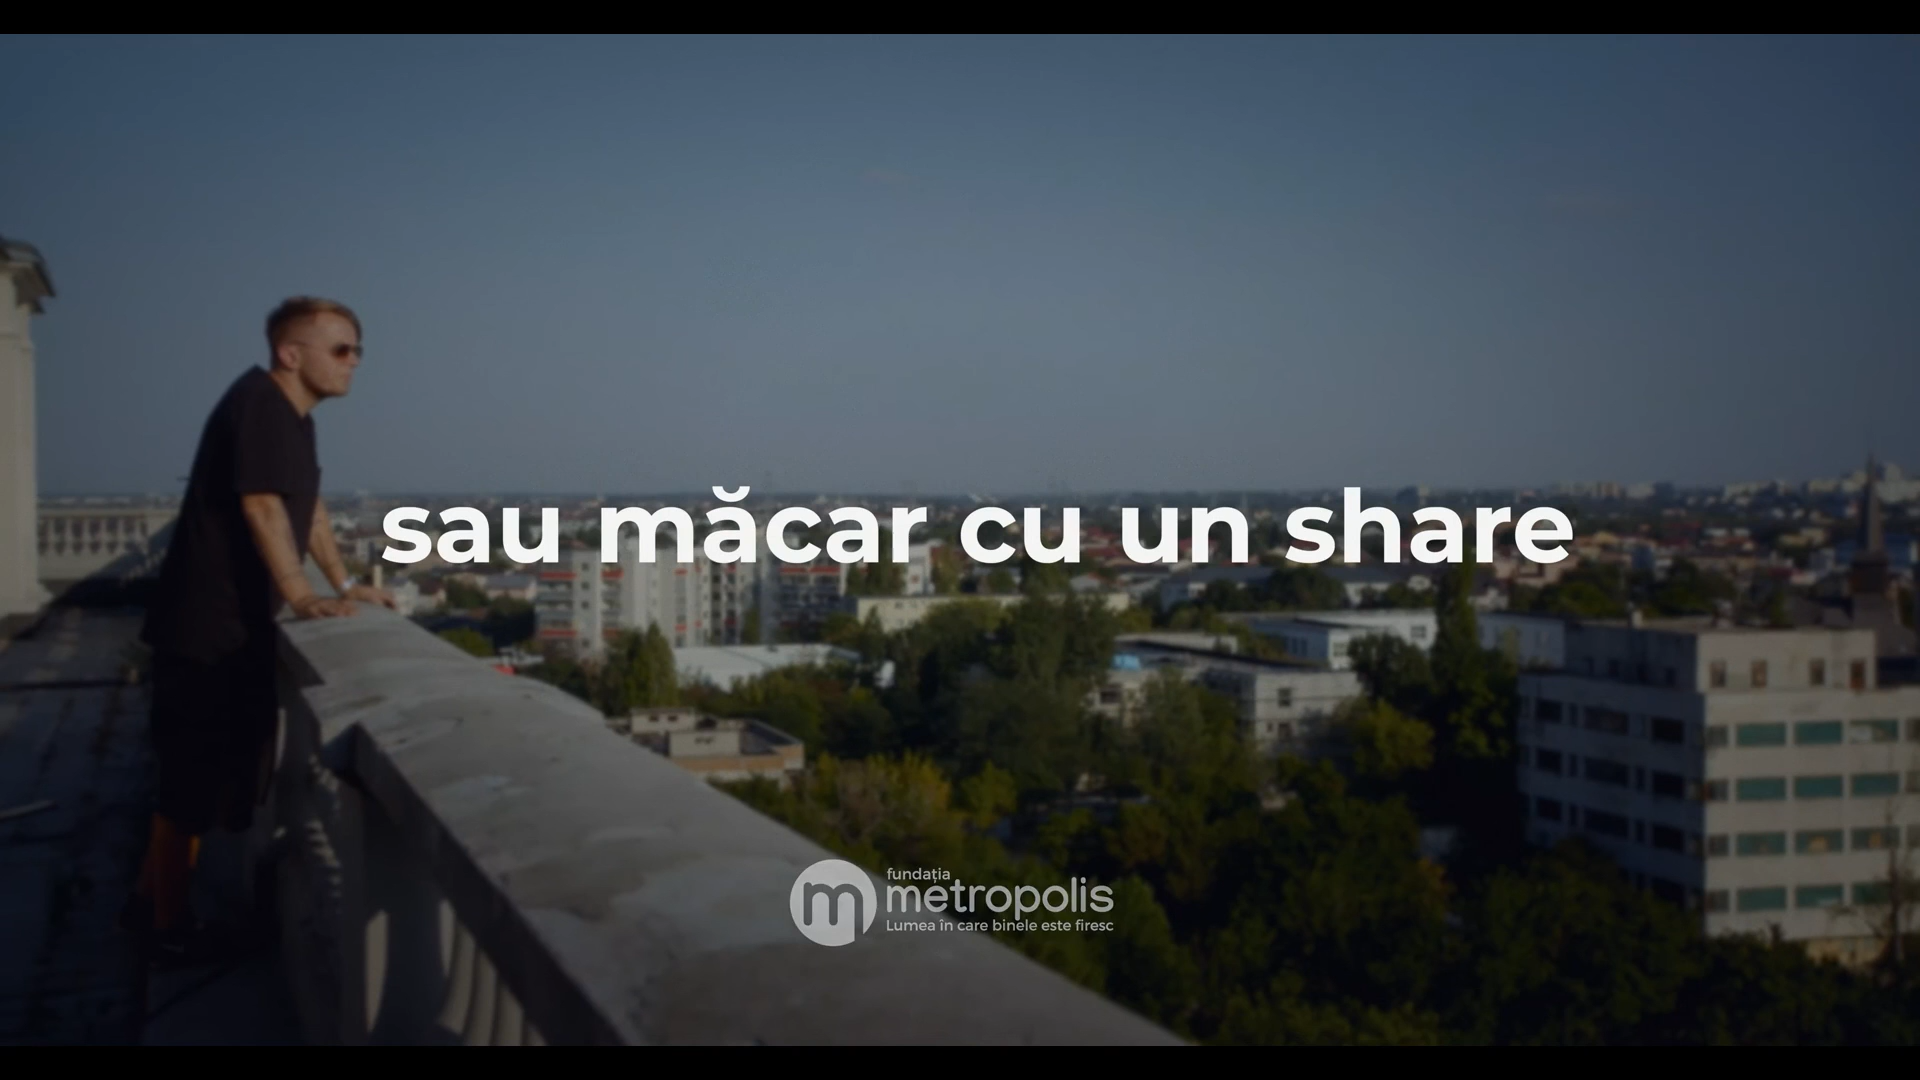 sau măcar cu un share
fundația
metropolis
Lumea în care binele este firesc